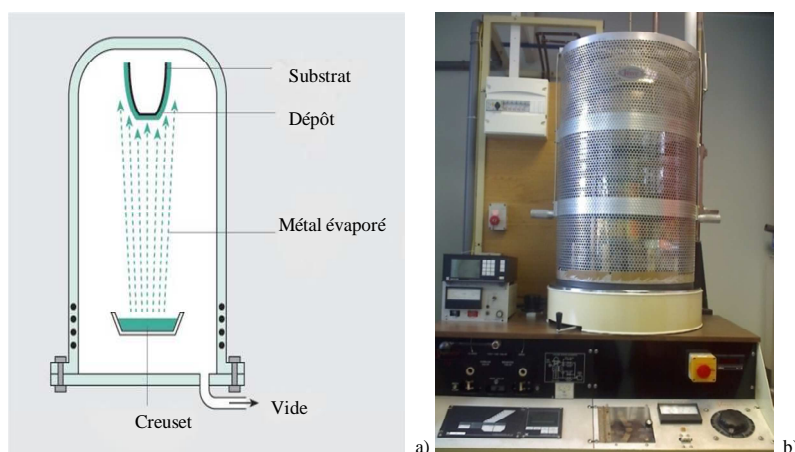 Substrat
Dépôt
Métal évaporé
Creuset
Vide
a)
b)